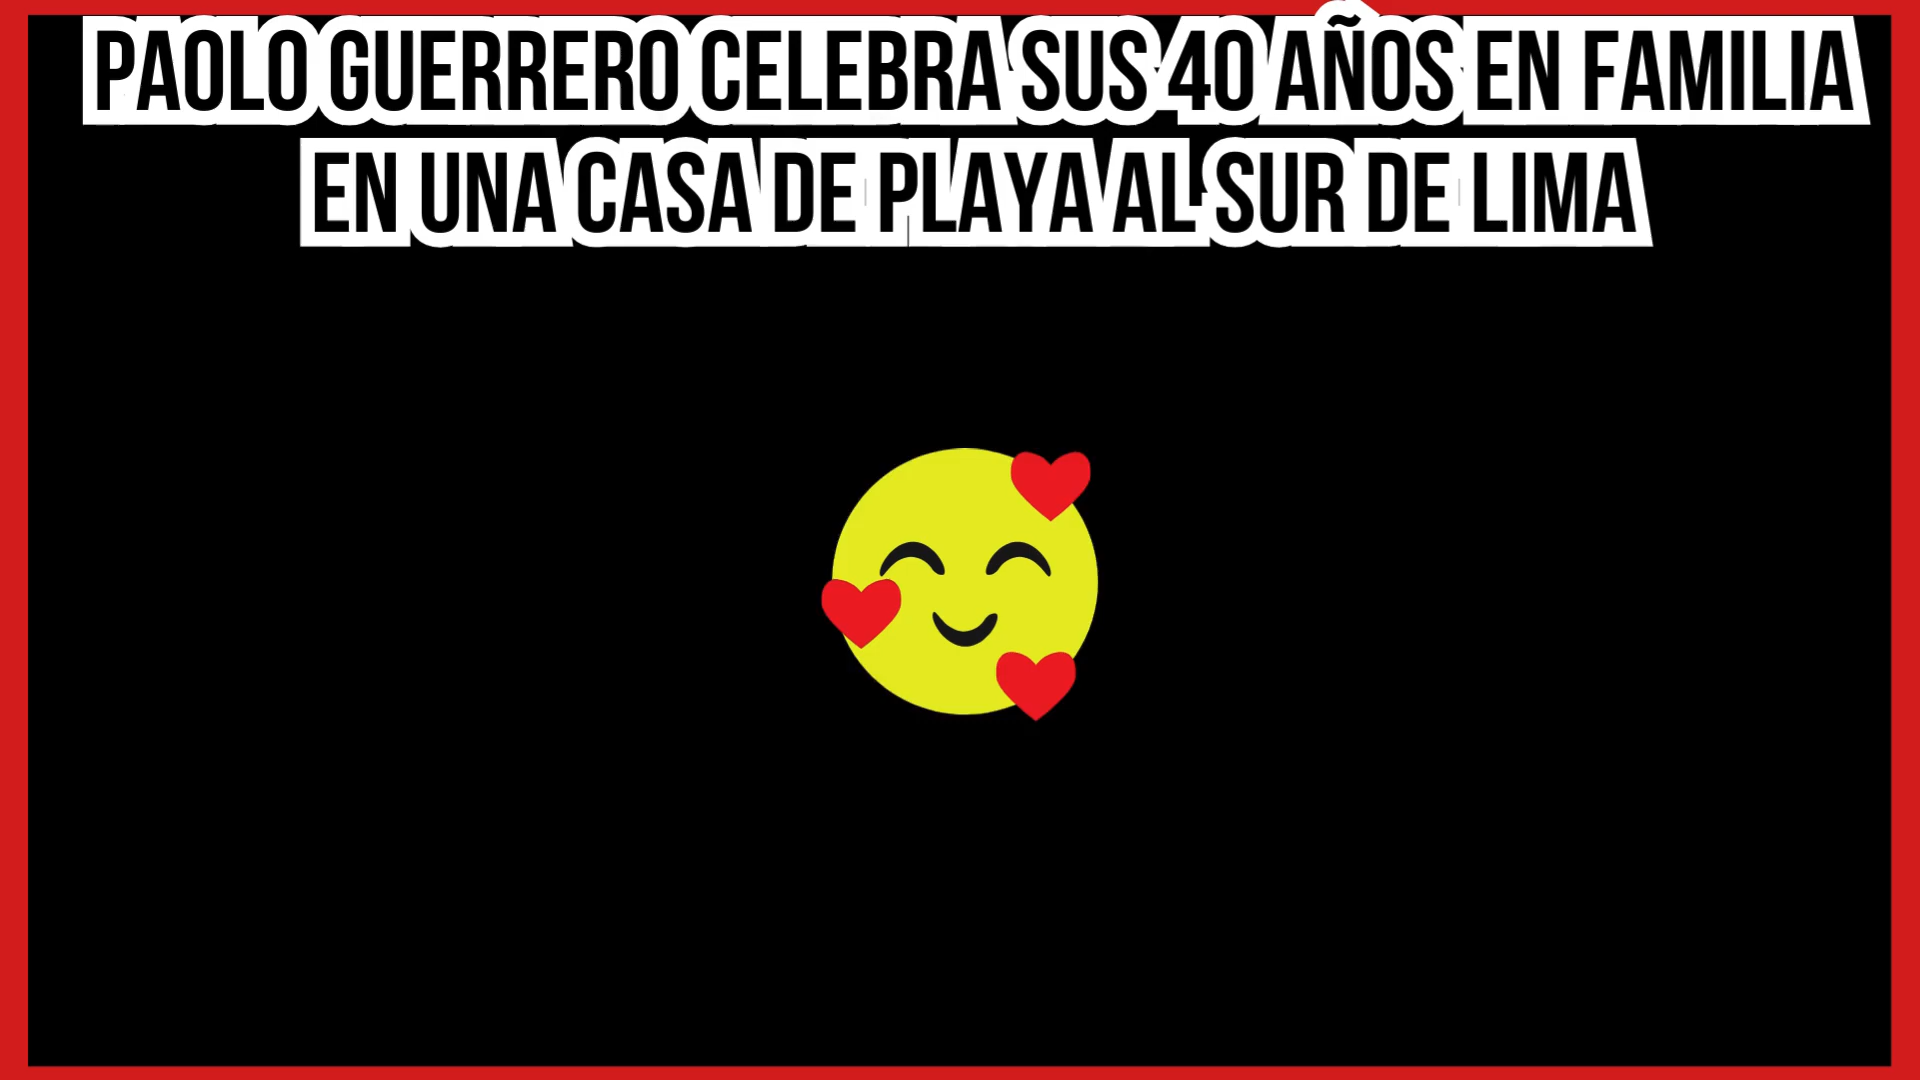 PAOLO GUERRERO CELEBRA SUS 40 AÑOS EN FAMILIA
EN UNA CASA DE PLAYA AL SUR DE LIMA